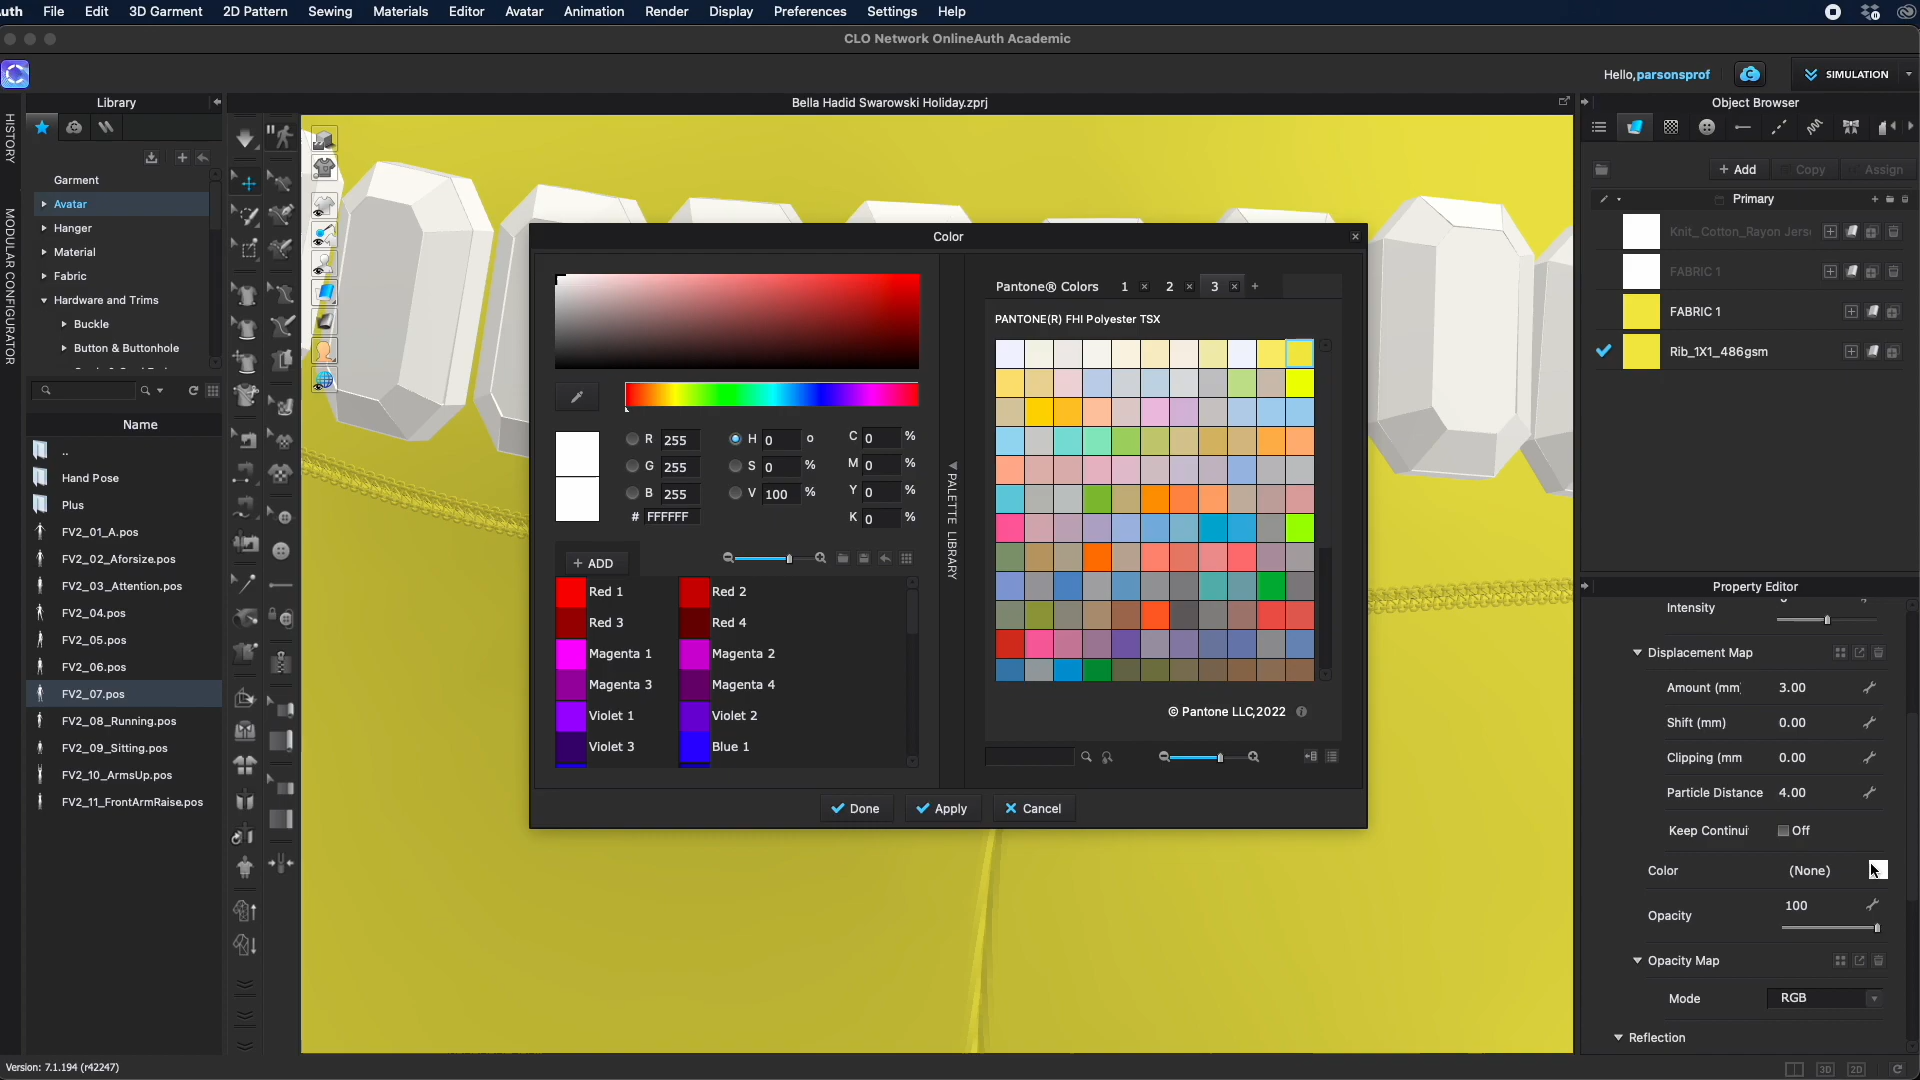 uth File Edit 3D Garment 2D Pattern Sewing Materials Editor Avatar Animation Render Display Preferences Settings Help
CLO Network OnlineAuth Academic
Hello, parsonsprof
SIMULATION
Library
Bella Hadid Swarowski Holiday.zprj
Object Browser
HISTORY
MODULAR CONFIGURATOR
Garment
Avatar
Hanger
Material
Fabric
Hardware and Trims
Buckle
Button & Buttonhole
Name
..
Hand Pose
Plus
FV2_01_A.pos
FV2_02_Aforsize.pos
FV2_03_Attention.pos
FV2_04.pos
FV2_05.pos
FV2_06.pos
FV2_07.pos
FV2_08_Running.pos
FV2_09_Sitting.pos
FV2_10_ArmsUp.pos
FV2_11_FrontArmRaise.pos
Version: 7.1.194 (r42247)
Color
R 255 H 0 o C 0 %
G 255 S 0 % M 0 %
B 255 V 100 % Y 0 %
# FFFFFF K 0 %
+ ADD
Red 1 Red 2
Red 3 Red 4
Magenta 1 Magenta 2
Magenta 3 Magenta 4
Violet 1 Violet 2
Violet 3 Blue 1
PALETTE LIBRARY
Pantone® Colors 1 2 3 +
PANTONE(R) FHI Polyester TSX
© Pantone LLC,2022
Done Apply Cancel
+ Add Copy Assign
Primary
Knit_Cotton_Rayon Jers
FABRIC 1
FABRIC 1
Rib_1X1_486gsm
Property Editor
Intensity
Displacement Map
Amount (mm 3.00
Shift (mm) 0.00
Clipping (mm 0.00
Particle Distance 4.00
Keep Continui Off
Color (None)
Opacity 100
Opacity Map
Mode RGB
Reflection
3D 2D